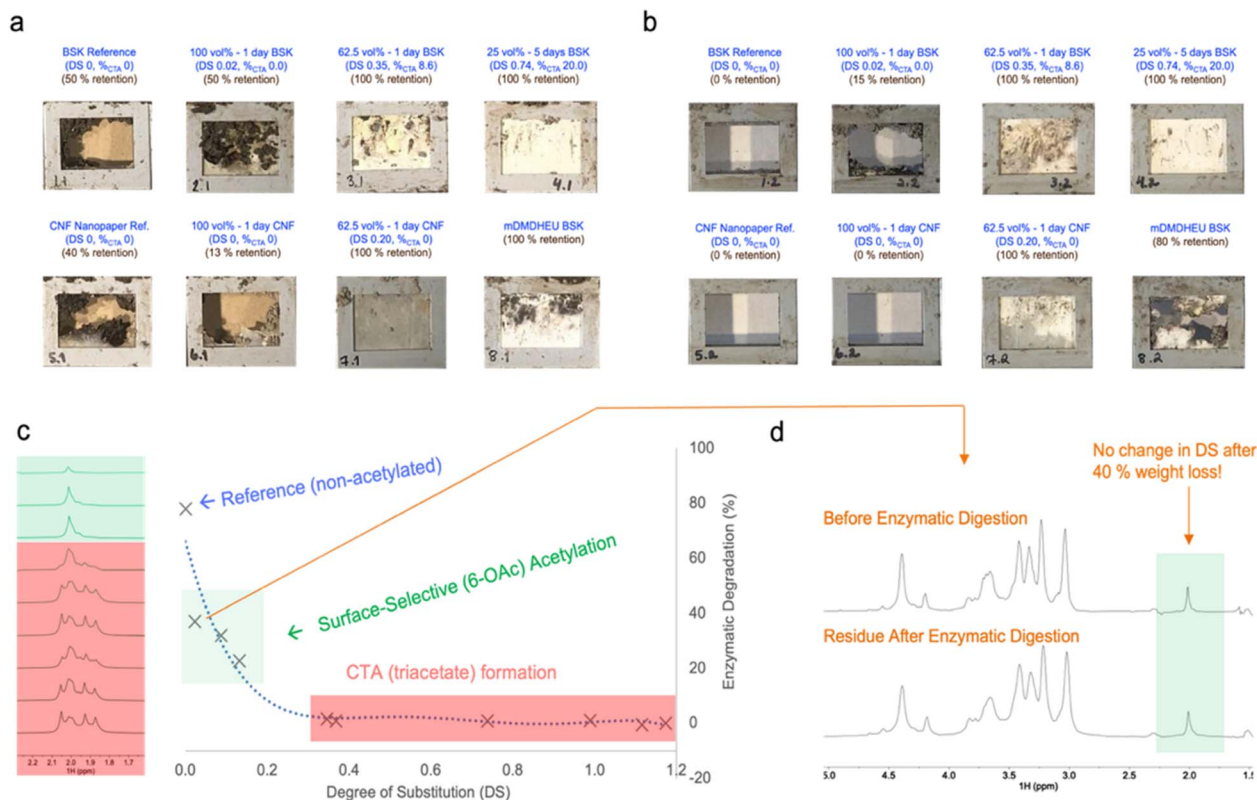 a
BSK Reference
(DS 0, %CTA 0)
(50 % retention)
100 vol% - 1 day BSK
(DS 0.02, %CTA 0.0)
(50 % retention)
62.5 vol% - 1 day BSK
(DS 0.35, %CTA 8.6)
(100 % retention)
25 vol% - 5 days BSK
(DS 0.74, %CTA 20.0)
(100 % retention)
1.1
2.1
3.1
4.1
CNF Nanopaper Ref.
(DS 0, %CTA 0)
(40 % retention)
100 vol% - 1 day CNF
(DS 0, %CTA 0)
(13 % retention)
62.5 vol% - 1 day CNF
(DS 0.20, %CTA 0)
(100 % retention)
mDMDHEU BSK
(100 % retention)
5.1
6.1
7.1
8.1
b
BSK Reference
(DS 0, %CTA 0)
(0 % retention)
100 vol% - 1 day BSK
(DS 0.02, %CTA 0.0)
(15 % retention)
62.5 vol% - 1 day BSK
(DS 0.35, %CTA 8.6)
(100 % retention)
25 vol% - 5 days BSK
(DS 0.74, %CTA 20.0)
(100 % retention)
1.2
2.2
3.2
4.2
CNF Nanopaper Ref.
(DS 0, %CTA 0)
(0 % retention)
100 vol% - 1 day CNF
(DS 0, %CTA 0)
(0 % retention)
62.5 vol% - 1 day CNF
(DS 0.20, %CTA 0)
(100 % retention)
mDMDHEU BSK
(80 % retention)
5.2
6.2
7.2
8.2
c
2.2 2.1 2.0 1.9 1.8 1.7
1H (ppm)
Reference (non-acetylated)
Surface-Selective (6-OAc) Acetylation
CTA (triacetate) formation
100
80
60
40
20
0
-20
Enzymatic Degradation (%)
0.0 0.2 0.4 0.6 0.8 1.0 1.2
Degree of Substitution (DS)
d
No change in DS after
40 % weight loss!
Before Enzymatic Digestion
Residue After Enzymatic Digestion
5.0 4.5 4.0 3.5 3.0 2.5 2.0
1H (ppm)